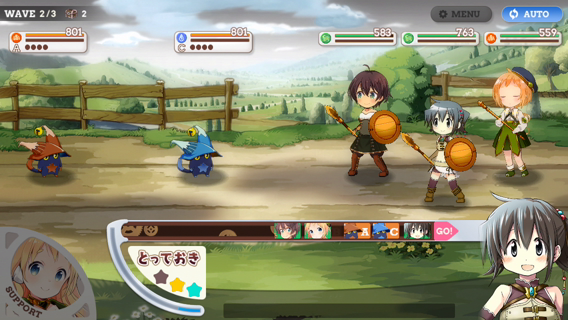 WAVE 2/3 2
MENU
AUTO
801
A
801
C
583
763
559
A C GO!
とっておき
SUPPORT